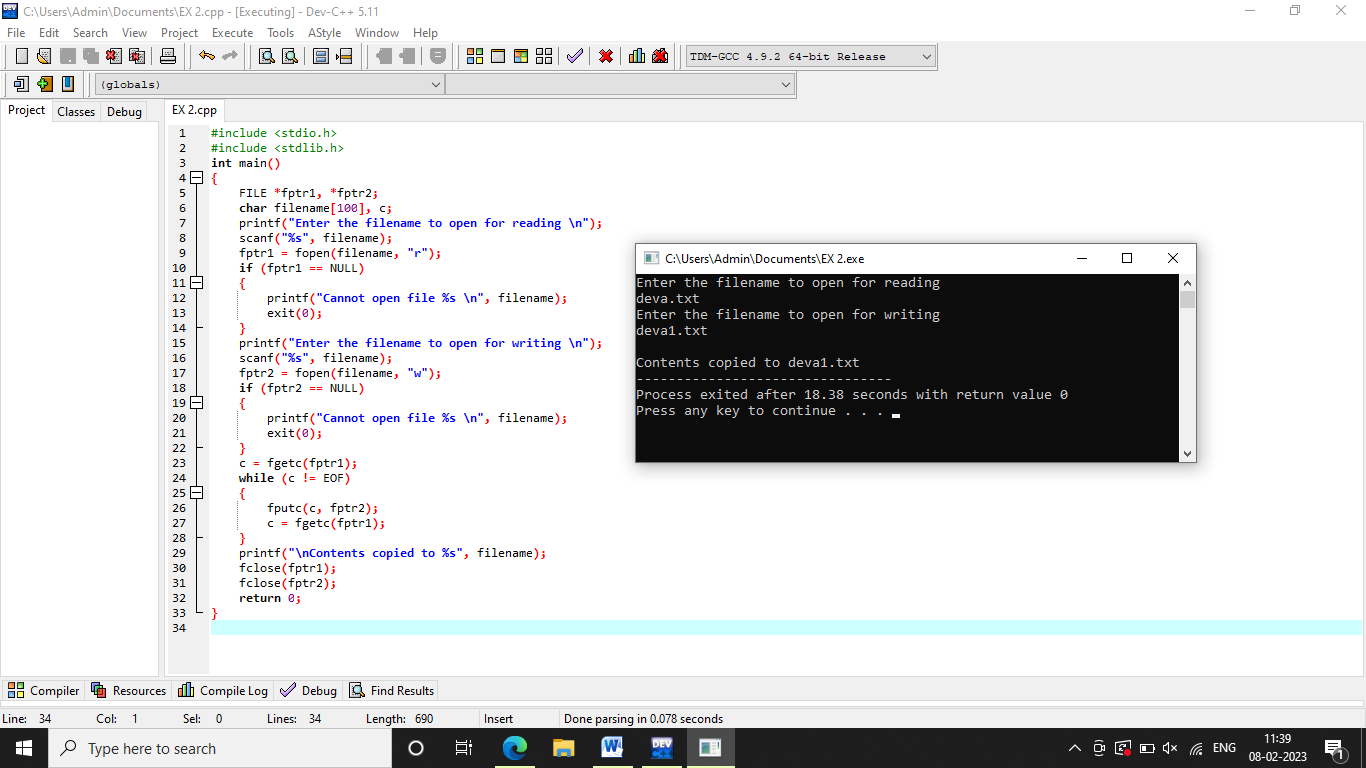 C:\Users\Admin\Documents\EX 2.cpp - [Executing] - Dev-C++ 5.11
File Edit Search View Project Execute Tools AStyle Window Help
TDM-GCC 4.9.2 64-bit Release
(globals)
Project Classes Debug
EX 2.cpp
1 #include <stdio.h>
2 #include <stdlib.h>
3 int main()
4 {
5 FILE *fptr1, *fptr2;
6 char filename[100], c;
7 printf("Enter the filename to open for reading \n");
8 scanf("%s", filename);
9 fptr1 = fopen(filename, "r");
10 if (fptr1 == NULL)
11 {
12 printf("Cannot open file %s \n", filename);
13 exit(0);
14 }
15 printf("Enter the filename to open for writing \n");
16 scanf("%s", filename);
17 fptr2 = fopen(filename, "w");
18 if (fptr2 == NULL)
19 {
20 printf("Cannot open file %s \n", filename);
21 exit(0);
22 }
23 c = fgetc(fptr1);
24 while (c != EOF)
25 {
26 fputc(c, fptr2);
27 c = fgetc(fptr1);
28 }
29 printf("\nContents copied to %s", filename);
30 fclose(fptr1);
31 fclose(fptr2);
32 return 0;
33 }
34
C:\Users\Admin\Documents\EX 2.exe
Enter the filename to open for reading
deva.txt
Enter the filename to open for writing
deva1.txt
Contents copied to deva1.txt
--------------------------------
Process exited after 18.38 seconds with return value 0
Press any key to continue . . .
Compiler Resources Compile Log Debug Find Results
Line: 34 Col: 1 Sel: 0 Lines: 34 Length: 690 Insert Done parsing in 0.078 seconds
Type here to search
DEV
ENG
11:39
08-02-2023
1